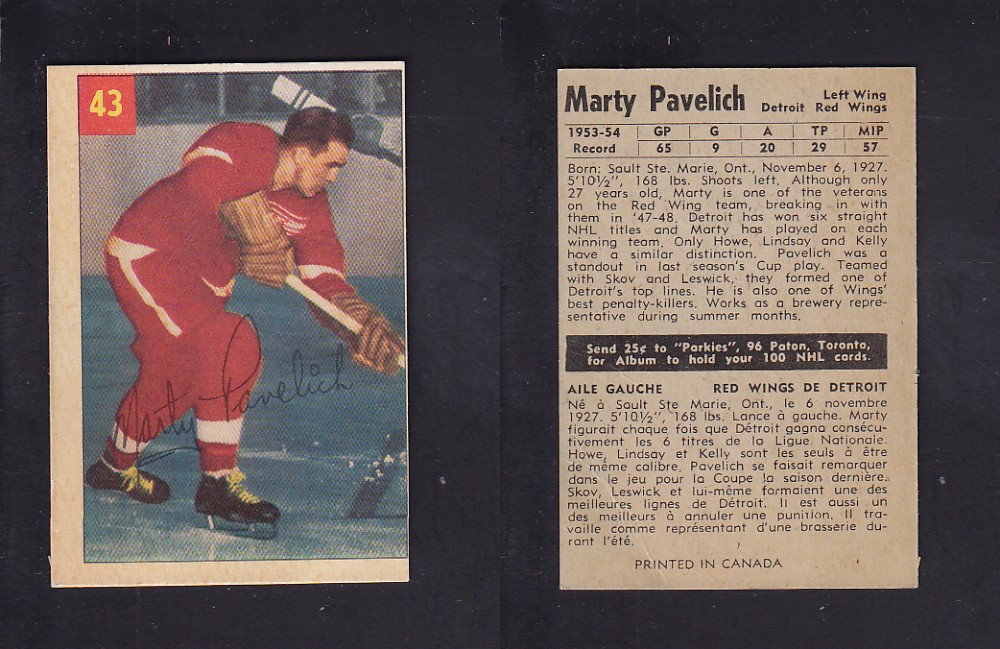 43
Marty Pavelich
Marty Pavelich
Left Wing
Detroit Red Wings
1953-54 GP G A TP MIP
Record 65 9 20 29 57
Born: Sault Ste. Marie, Ont., November 6, 1927.
5'10½", 168 lbs. Shoots left. Although only
27 years old, Marty is one of the veterans
on the Red Wing team, breaking in with
them in '47-48. Detroit has won six straight
NHL titles and Marty has played on each
winning team. Only Howe, Lindsay and Kelly
have a similar distinction. Pavelich was a
standout in last season's Cup play. Teamed
with Skov and Leswick, they formed one of
Detroit's top lines. He is also one of Wings'
best penalty-killers. Works as a brewery repre-
sentative during summer months.
Send 25¢ to "Parkies", 96 Paton, Toronto,
for Album to hold your 100 NHL cards.
AILE GAUCHE RED WINGS DE DETROIT
Né à Sault Ste Marie, Ont., le 6 novembre
1927. 5'10½", 168 lbs. Lance à gauche. Marty
figurait chaque fois que Détroit gagna consécu-
tivement les 6 titres de la Ligue Nationale.
Howe, Lindsay et Kelly sont les seuls à être
de même calibre. Pavelich se faisait remarquer
dans le jeu pour la Coupe la saison dernière.
Skov, Leswick et lui-même formaient une des
meilleures lignes de Détroit. Il est aussi un
des meilleurs à annuler une punition. Il tra-
vaille comme représentant d'une brasserie du-
rant l'été.
PRINTED IN CANADA